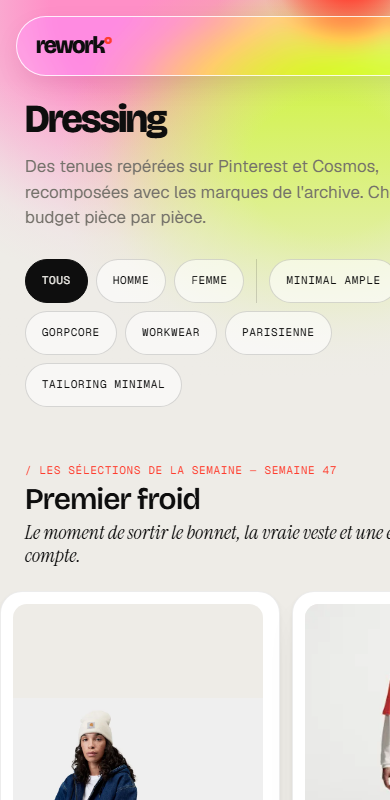 rework
Dressing
Des tenues repérées sur Pinterest et Cosmos,
recomposées avec les marques de l'archive.
budget pièce par pièce.
TOUS
HOMME
FEMME
MINIMAL AMPLE
GORPCORE
WORKWEAR
PARISIENNE
TAILORING MINIMAL
/ LES SÉLECTIONS DE LA SEMAINE — SEMAINE 47
Premier froid
Le moment de sortir le bonnet, la vraie veste et une
compte.